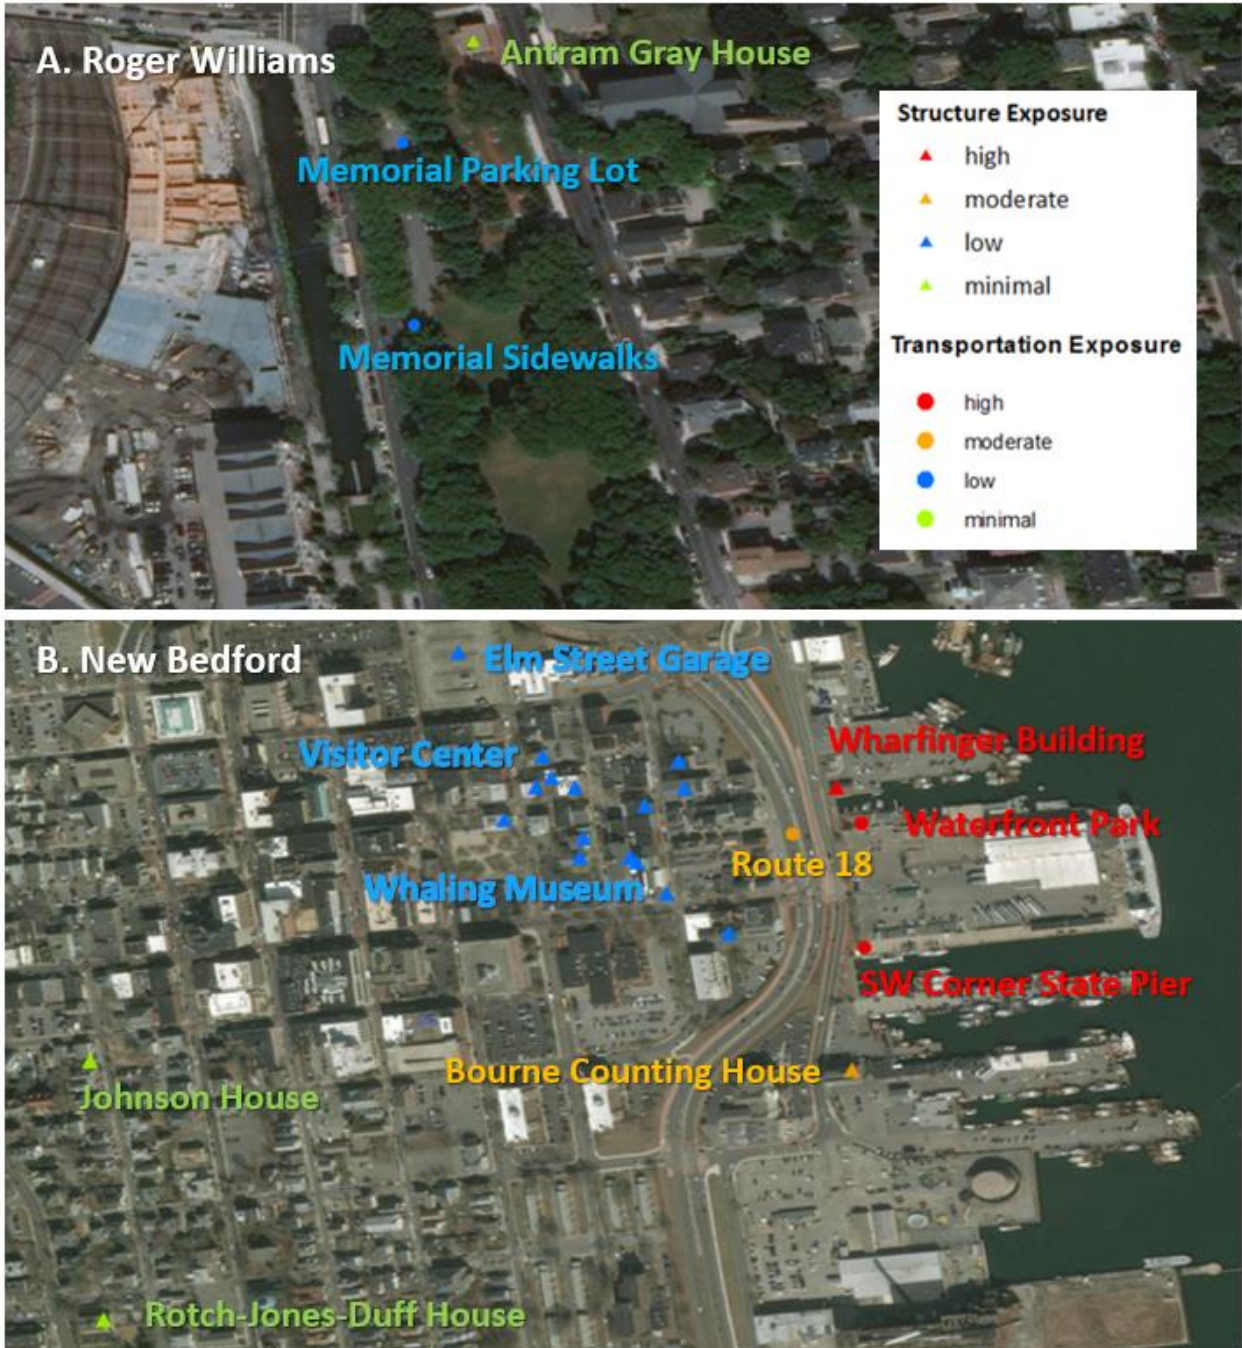 A. Roger Williams
Antram Gray House
Memorial Parking Lot
Memorial Sidewalks
Structure Exposure
high
moderate
low
minimal
Transportation Exposure
high
moderate
low
minimal
B. New Bedford
Elm Street Garage
Visitor Center
Wharfinger Building
Waterfront Park
Route 18
Whaling Museum
SW Corner State Pier
Bourne Counting House
Johnson House
Rotch-Jones-Duff House